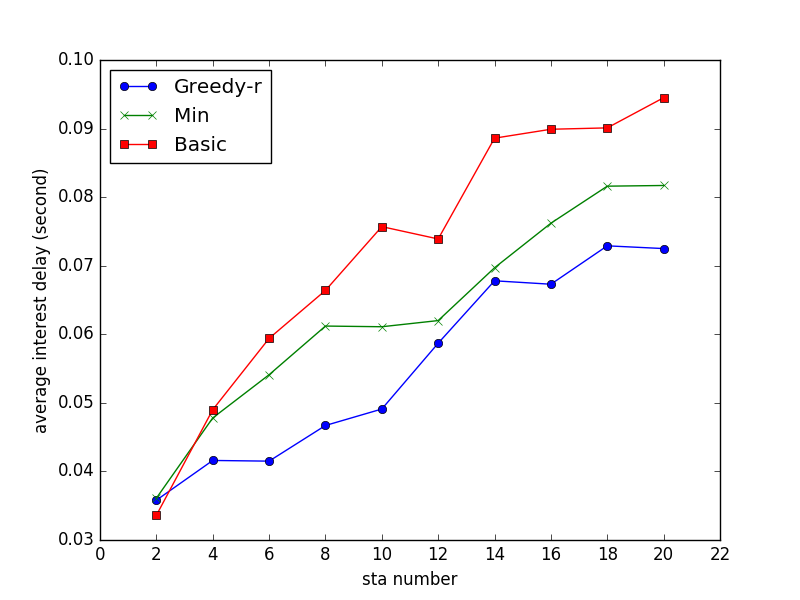 0.10
0.09
0.08
0.07
0.06
0.05
0.04
0.03
average interest delay (second)
Greedy-r
Min
Basic
0 2 4 6 8 10 12 14 16 18 20 22
sta number